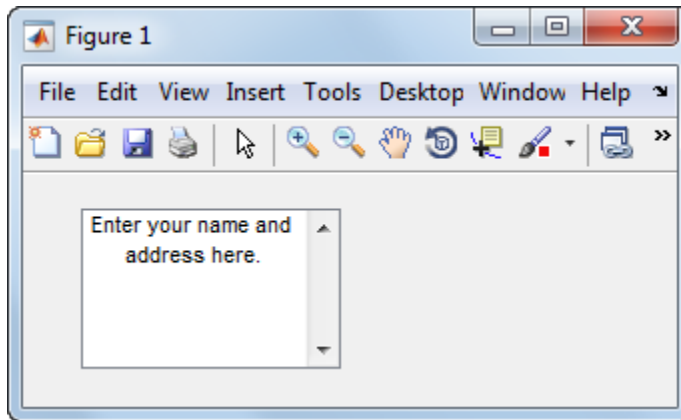 Figure 1
File Edit View Insert Tools Desktop Window Help
Enter your name and
address here.